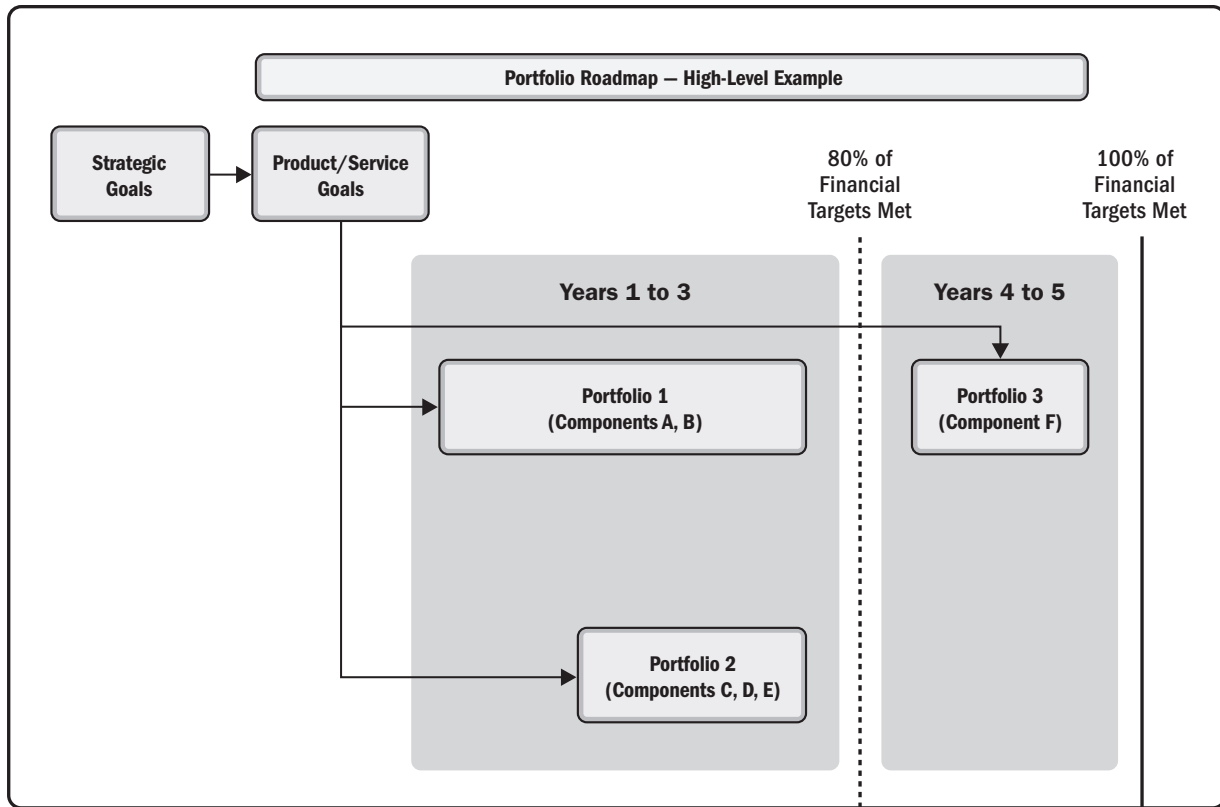 Portfolio Roadmap — High-Level Example
Strategic
Goals
Product/Service
Goals
80% of
Financial
Targets Met
100% of
Financial
Targets Met
Years 1 to 3
Years 4 to 5
Portfolio 1
(Components A, B)
Portfolio 3
(Component F)
Portfolio 2
(Components C, D, E)